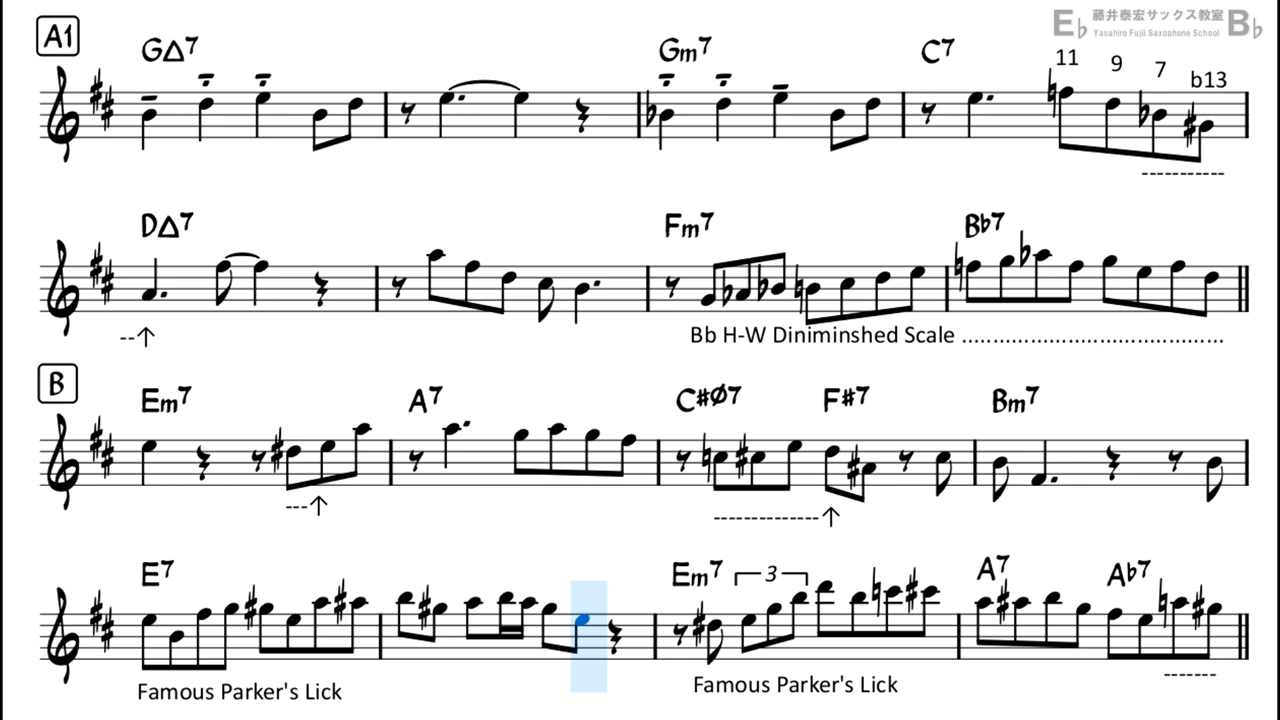 E♭ 藤井泰宏サックス教室 B♭
Yasuhiro Fujii Saxophone School
A1
G△7 Gm7 C7
11 9 7 b13
-----------
D△7 Fm7 Bb7
--↑ Bb H-W Diniminshed Scale ..........................................
B
Em7 A7 C#Ø7 F#7 Bm7
---↑ --------------↑
E7 Em7 3 A7 Ab7
Famous Parker's Lick Famous Parker's Lick -------